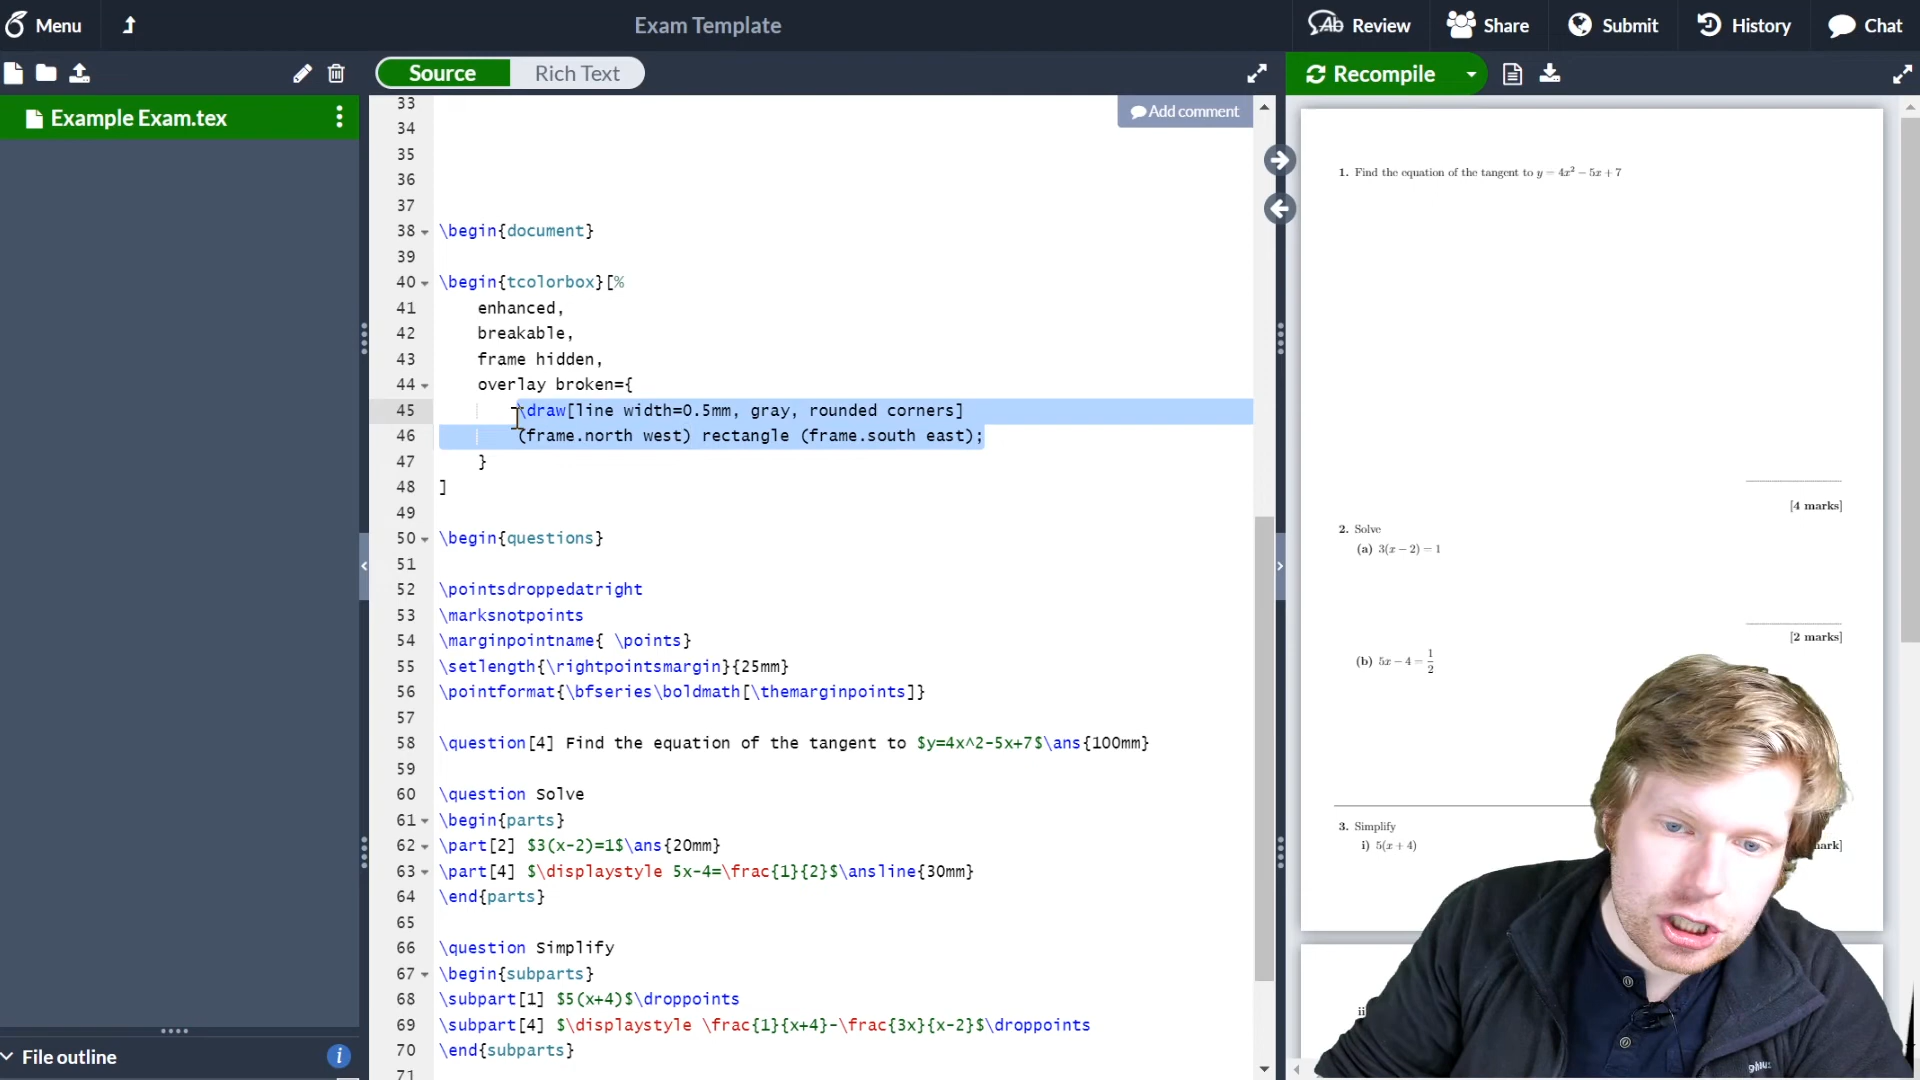 Menu
Exam Template
Review
Share
Submit
History
Chat
Source
Rich Text
Recompile
Example Exam.tex
Add comment
33
34
35
36
37
38 \begin{document}
39
40 \begin{tcolorbox}[%
41 enhanced,
42 breakable,
43 frame hidden,
44 overlay broken={
45 \draw[line width=0.5mm, gray, rounded corners]
46 (frame.north west) rectangle (frame.south east);
47 }
48 ]
49
50 \begin{questions}
51
52 \pointsdroppedatright
53 \marksnotpoints
54 \marginpointname{ \points}
55 \setlength{\rightpointsmargin}{25mm}
56 \pointformat{\bfseries\boldmath[\themarginpoints]}
57
58 \question[4] Find the equation of the tangent to $y=4x^2-5x+7$\ans{100mm}
59
60 \question Solve
61 \begin{parts}
62 \part[2] $3(x-2)=1$\ans{20mm}
63 \part[4] $\displaystyle 5x-4=\frac{1}{2}$\ansline{30mm}
64 \end{parts}
65
66 \question Simplify
67 \begin{subparts}
68 \subpart[1] $5(x+4)$\droppoints
69 \subpart[4] $\displaystyle \frac{1}{x+4}-\frac{3x}{x-2}$\droppoints
70 \end{subparts}
71
File outline
1. Find the equation of the tangent to y = 4x² − 5x + 7
[4 marks]
2. Solve
(a) 3(x − 2) = 1
[2 marks]
(b) 5x − 4 = 1/2
3. Simplify
i) 5(x + 4)